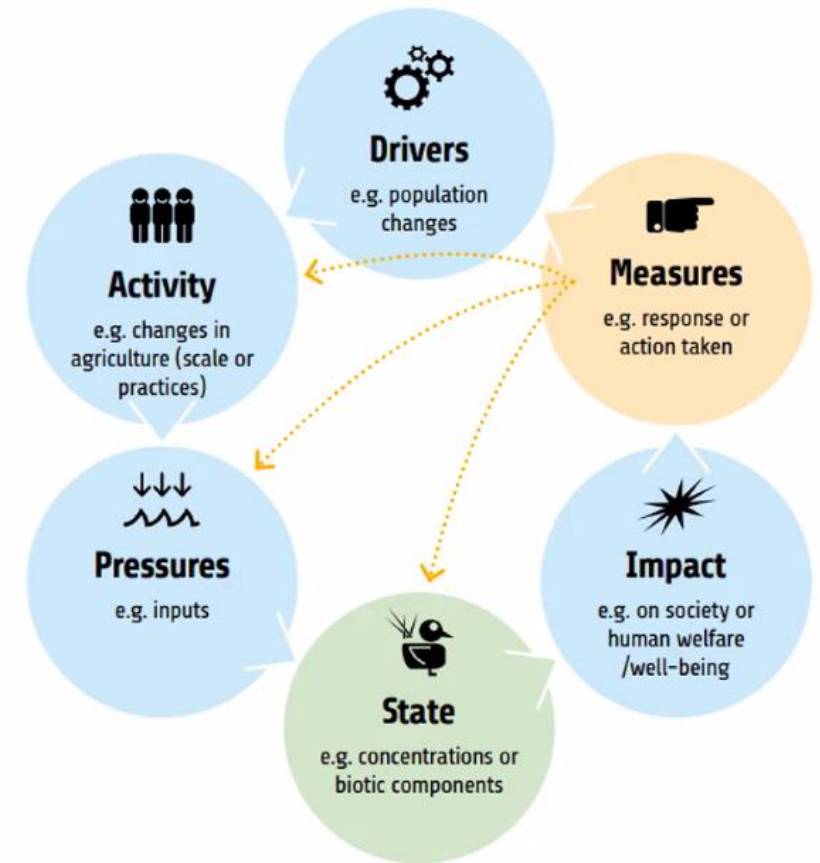 Drivers
e.g. population
changes
Activity
e.g. changes in
agriculture (scale or
practices)
Measures
e.g. response or
action taken
Pressures
e.g. inputs
Impact
e.g. on society or
human welfare
/well-being
State
e.g. concentrations or
biotic components